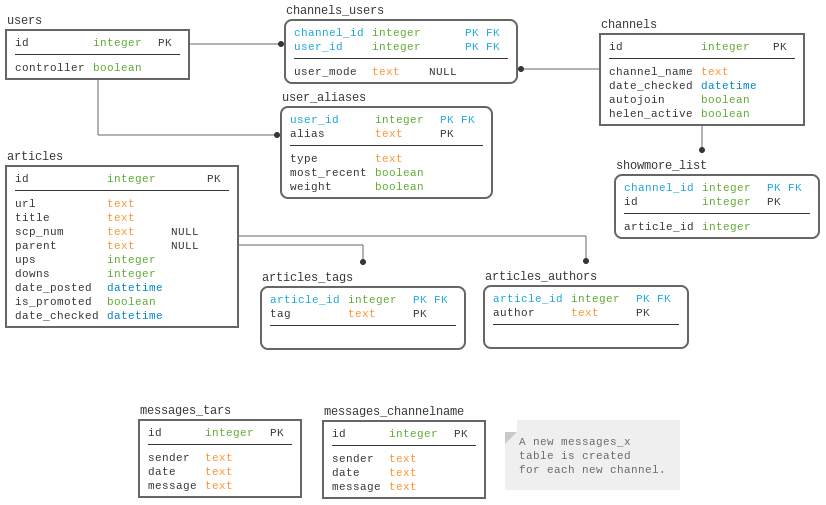 users
id integer PK
controller boolean
channels_users
channel_id integer PK FK
user_id integer PK FK
user_mode text NULL
channels
id integer PK
channel_name text
date_checked datetime
autojoin boolean
helen_active boolean
user_aliases
user_id integer PK FK
alias text PK
type text
most_recent boolean
weight boolean
articles
id integer PK
url text
title text
scp_num text NULL
parent text NULL
ups integer
downs integer
date_posted datetime
is_promoted boolean
date_checked datetime
showmore_list
channel_id integer PK FK
id integer PK
article_id integer
articles_tags
article_id integer PK FK
tag text PK
articles_authors
article_id integer PK FK
author text PK
messages_tars
id integer PK
sender text
date text
message text
messages_channelname
id integer PK
sender text
date text
message text
A new messages_x
table is created
for each new channel.